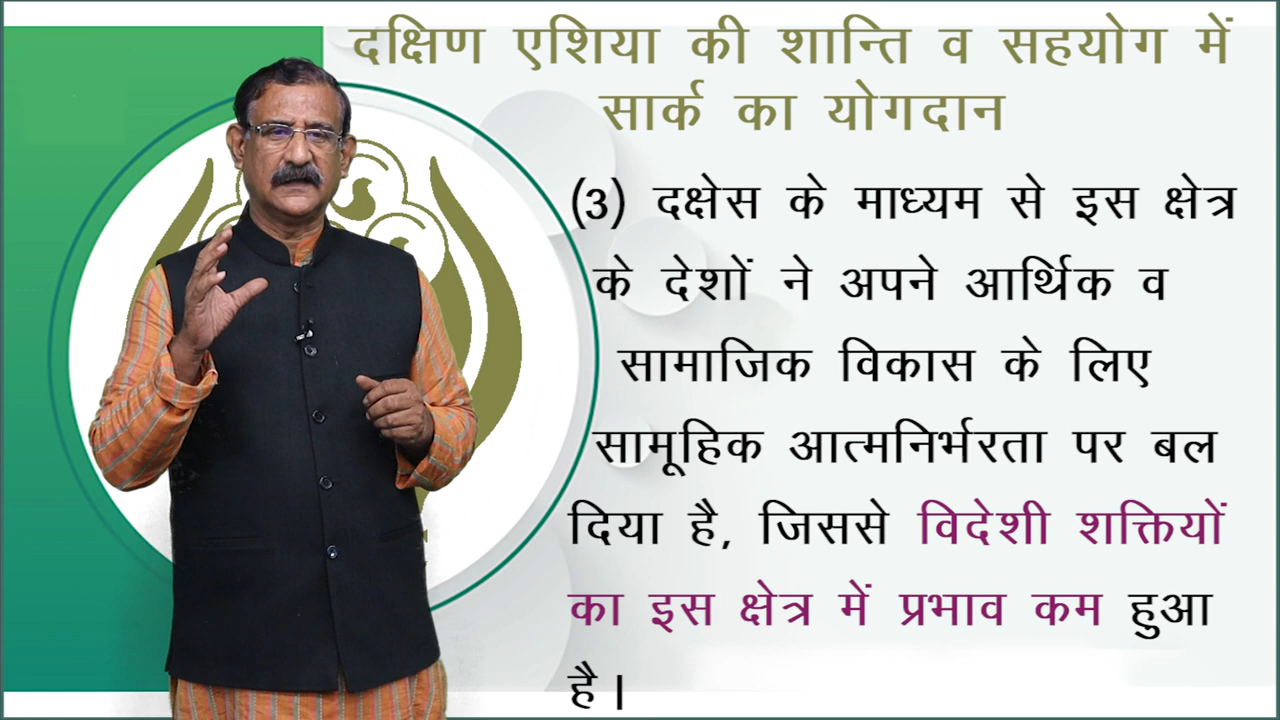 दक्षिण एशिया की शान्ति व सहयोग में
सार्क का योगदान
(3) दक्षेस के माध्यम से इस क्षेत्र
के देशों ने अपने आर्थिक व
सामाजिक विकास के लिए
सामूहिक आत्मनिर्भरता पर बल
दिया है, जिससे विदेशी शक्तियों
का इस क्षेत्र में प्रभाव कम हुआ
है।